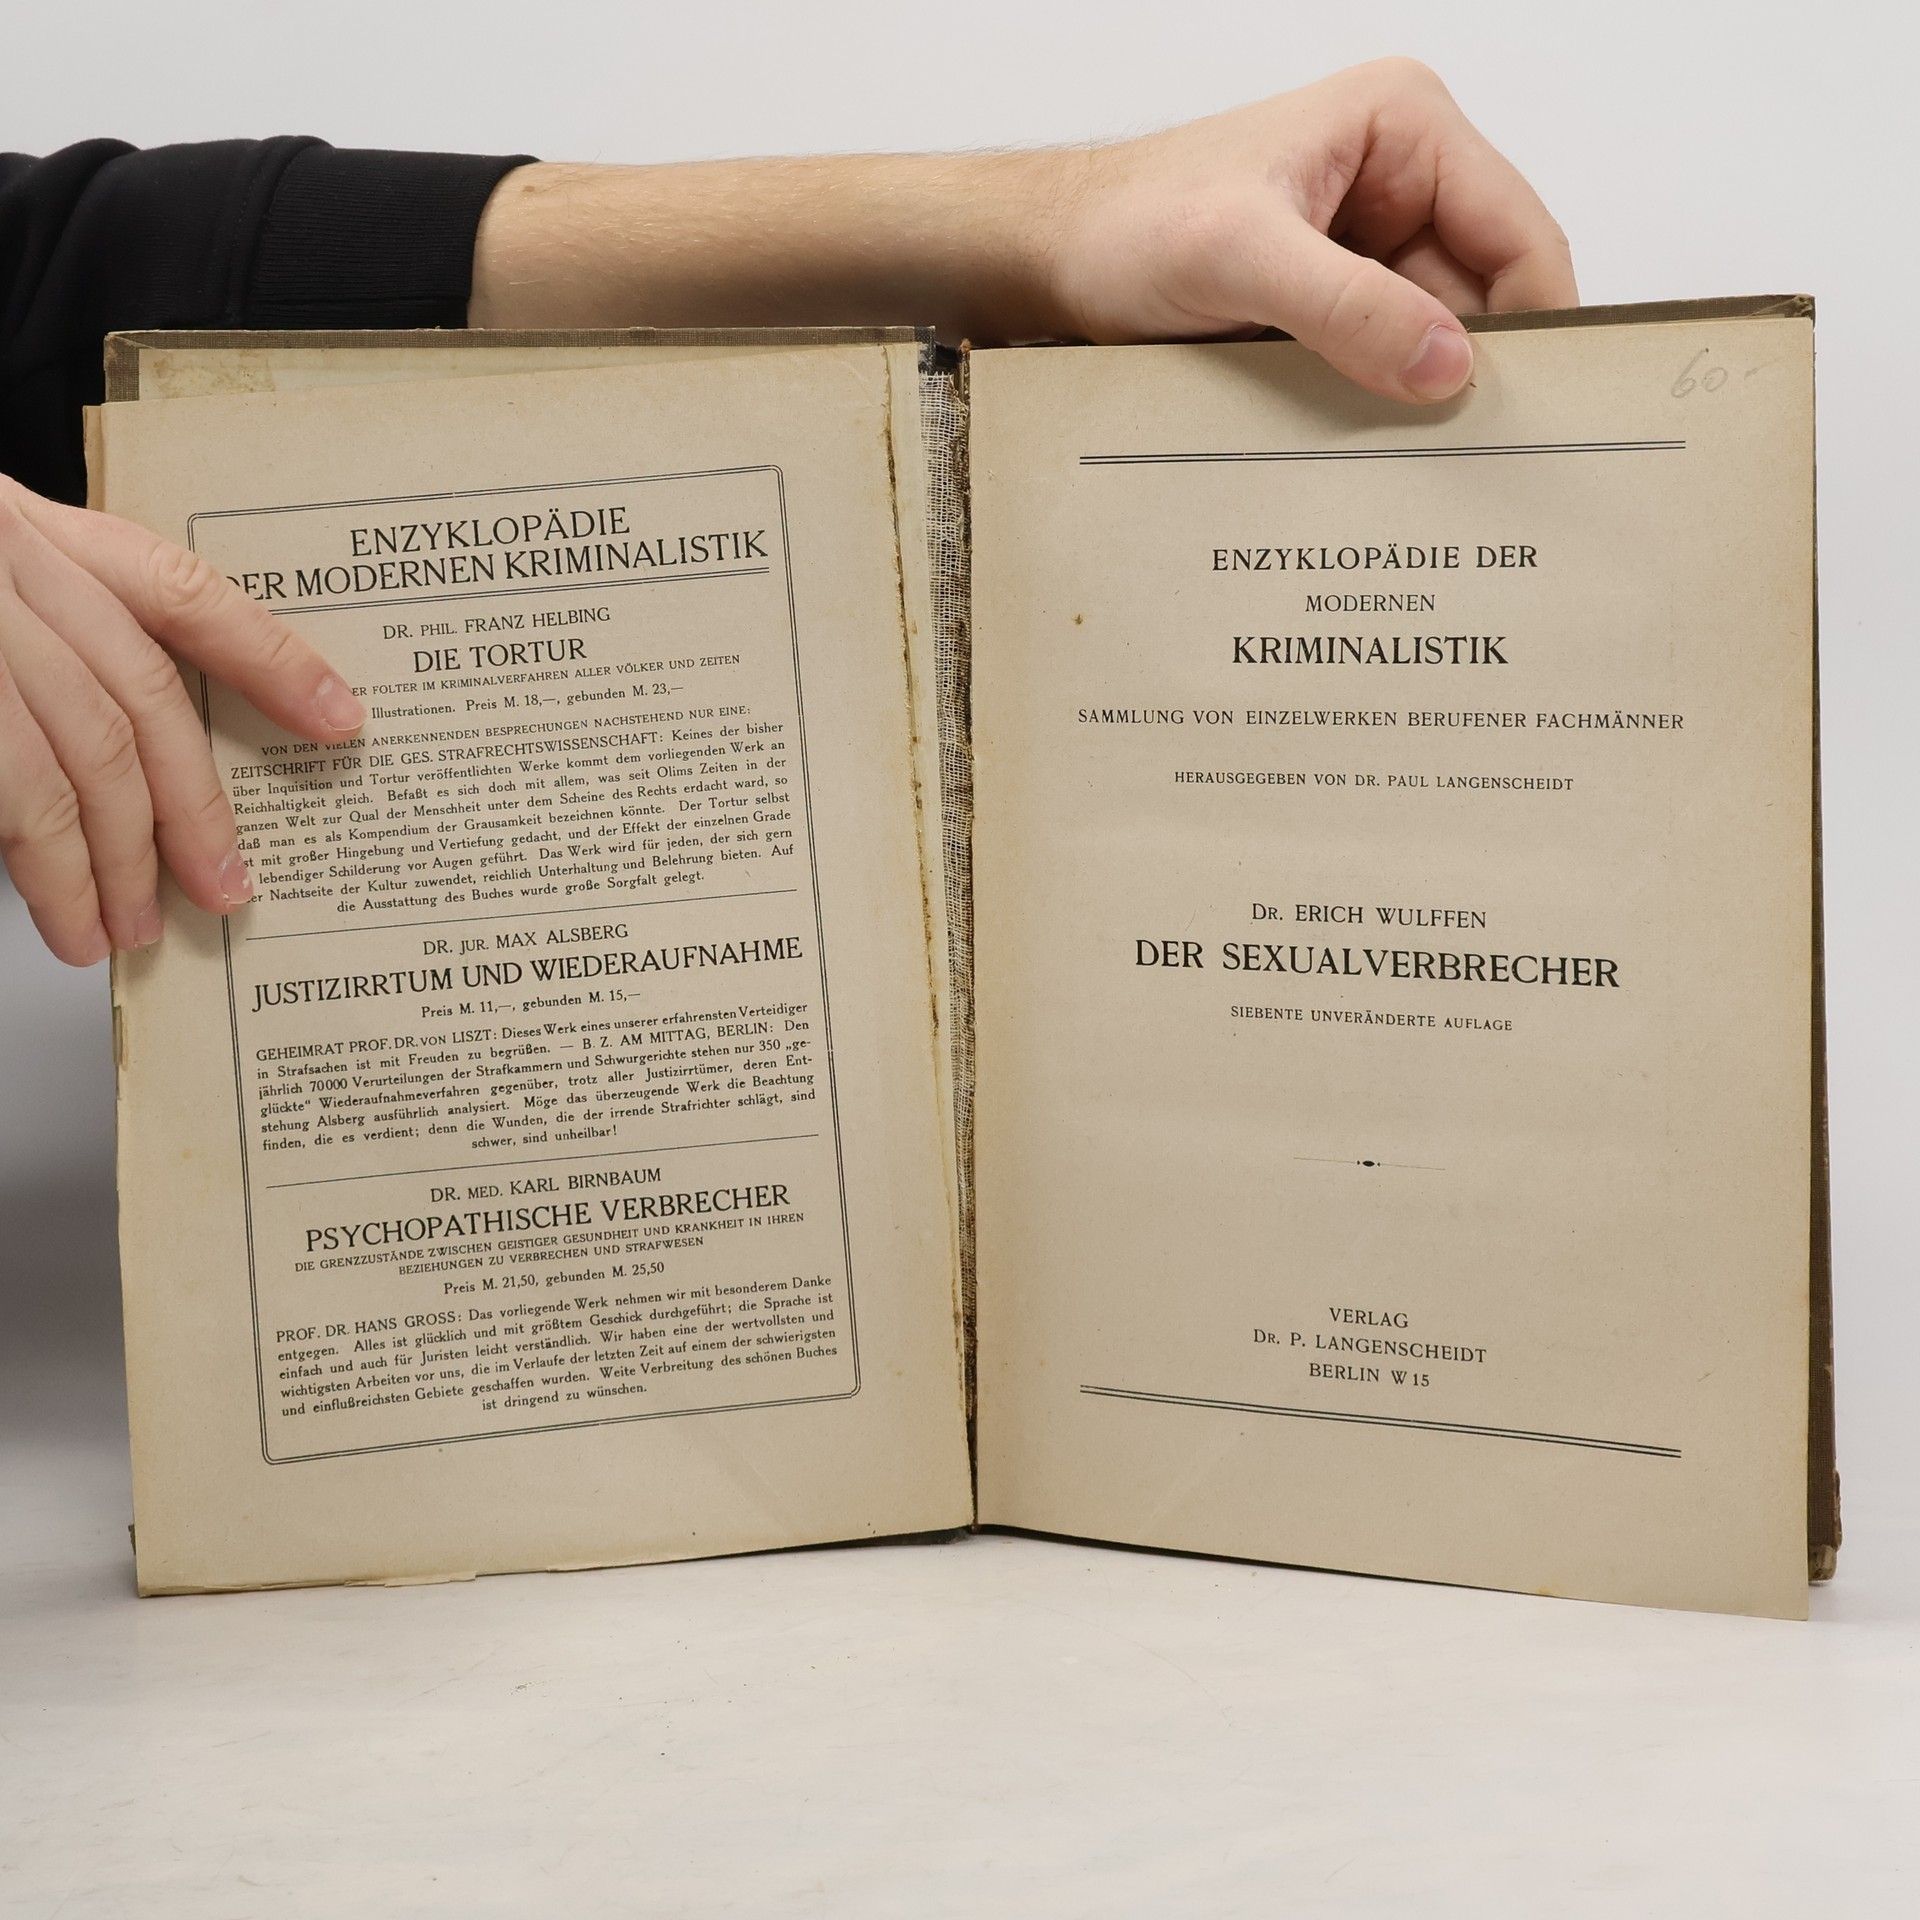 ENZYKLOPÄDIE
DER MODERNEN KRIMINALISTIK
DR. PHIL. FRANZ HELBING
DIE TORTUR
ER FOLTER IM KRIMINALVERFAHREN ALLER VÖLKER UND ZEITEN
Illustrationen. Preis M. 18,—, gebunden M. 23,—
VON DEN VIELEN ANERKENNENDEN BESPRECHUNGEN NACHSTEHEND NUR EINE:
ZEITSCHRIFT FÜR DIE GES. STRAFRECHTSWISSENSCHAFT: Keines der bisher
über Inquisition und Tortur veröffentlichten Werke kommt dem vorliegenden Werk an
Reichhaltigkeit gleich. Befaßt es sich doch mit allem, was seit Olims Zeiten in der
ganzen Welt zur Qual der Menschheit unter dem Scheine des Rechts erdacht ward, so
daß man es als Kompendium der Grausamkeit bezeichnen könnte. Der Tortur selbst
st mit großer Hingebung und Vertiefung gedacht, und der Effekt der einzelnen Grade
lebendiger Schilderung vor Augen geführt. Das Werk wird für jeden, der sich gern
er Nachtseite der Kultur zuwendet, reichlich Unterhaltung und Belehrung bieten. Auf
die Ausstattung des Buches wurde große Sorgfalt gelegt.
DR. JUR. MAX ALSBERG
JUSTIZIRRTUM UND WIEDERAUFNAHME
Preis M. 11,—, gebunden M. 15,—
GEHEIMRAT PROF. DR. VON LISZT: Dieses Werk eines unserer erfahrensten Verteidiger
in Strafsachen ist mit Freuden zu begrüßen. — B. Z. AM MITTAG, BERLIN: Den
jährlich 70000 Verurteilungen der Strafkammern und Schwurgerichte stehen nur 350 „ge-
glückte“ Wiederaufnahmeverfahren gegenüber, trotz aller Justizirrtümer, deren Ent-
stehung Alsberg ausführlich analysiert. Möge das überzeugende Werk die Beachtung
finden, die es verdient; denn die Wunden, die der irrende Strafrichter schlägt, sind
schwer, sind unheilbar!
DR. MED. KARL BIRNBAUM
PSYCHOPATHISCHE VERBRECHER
DIE GRENZZUSTÄNDE ZWISCHEN GEISTIGER GESUNDHEIT UND KRANKHEIT IN IHREN
BEZIEHUNGEN ZU VERBRECHEN UND STRAFWESEN
Preis M. 21,50, gebunden M. 25,50
PROF. DR. HANS GROSS: Das vorliegende Werk nehmen wir mit besonderem Danke
entgegen. Alles ist glücklich und mit größtem Geschick durchgeführt; die Sprache ist
einfach und auch für Juristen leicht verständlich. Wir haben eine der wertvollsten und
wichtigsten Arbeiten vor uns, die im Verlaufe der letzten Zeit auf einem der schwierigsten
und einflußreichsten Gebiete geschaffen wurden. Weite Verbreitung des schönen Buches
ist dringend zu wünschen.
60-
ENZYKLOPÄDIE DER
MODERNEN
KRIMINALISTIK
SAMMLUNG VON EINZELWERKEN BERUFENER FACHMÄNNER
HERAUSGEGEBEN VON DR. PAUL LANGENSCHEIDT
DR. ERICH WULFFEN
DER SEXUALVERBRECHER
SIEBENTE UNVERÄNDERTE AUFLAGE
VERLAG
DR. P. LANGENSCHEIDT
BERLIN W 15